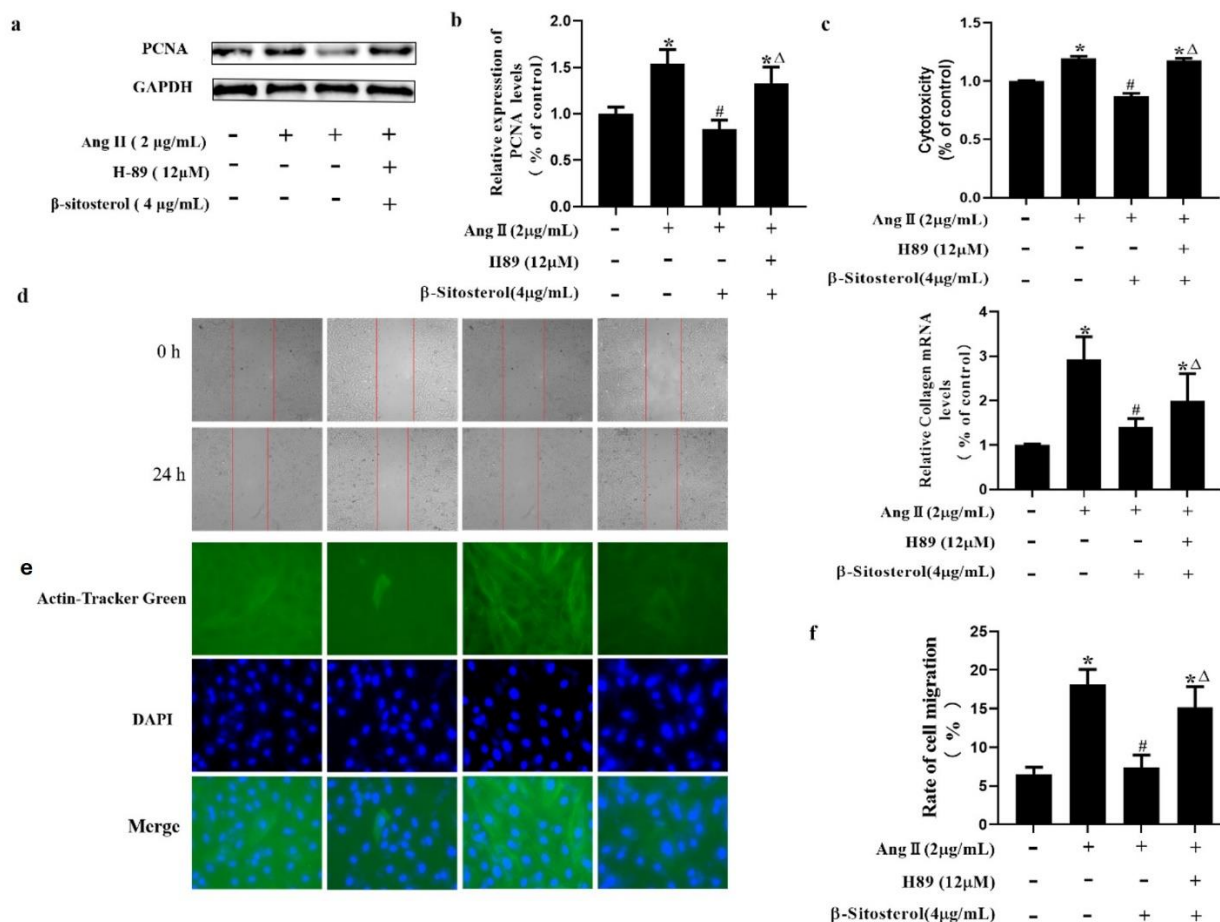 a
PCNA
GAPDH
Ang II ( 2 μg/mL) - + + +
H-89 ( 12μM) - - - +
β-sitosterol ( 4 μg/mL) - - - +
b
Relative expresstion of
PCNA levels
( % of control)
2.0
1.5
1.0
0.5
0.0
* # *Δ
Ang Ⅱ (2μg/mL) - + + +
H89 (12μM) - - - +
β-Sitosterol(4μg/mL) - - + +
c
Cytotoxicity
(% of control)
1.5
1.0
0.5
0.0
* # *Δ
Ang Ⅱ (2μg/mL) - + + +
H89 (12μM) - - - +
β-Sitosterol(4μg/mL) - - + +
Relative Collagen mRNA
levels
( % of control)
4
3
2
1
0
* # *Δ
Ang Ⅱ (2μg/mL) - + + +
H89 (12μM) - - - +
β-Sitosterol(4μg/mL) - - + +
d
0 h
24 h
e
Actin-Tracker Green
DAPI
Merge
f
Rate of cell migration
( %)
25
20
15
10
5
0
* # *Δ
Ang Ⅱ (2μg/mL) - + + +
H89 (12μM) - - - +
β-Sitosterol(4μg/mL) - - + +